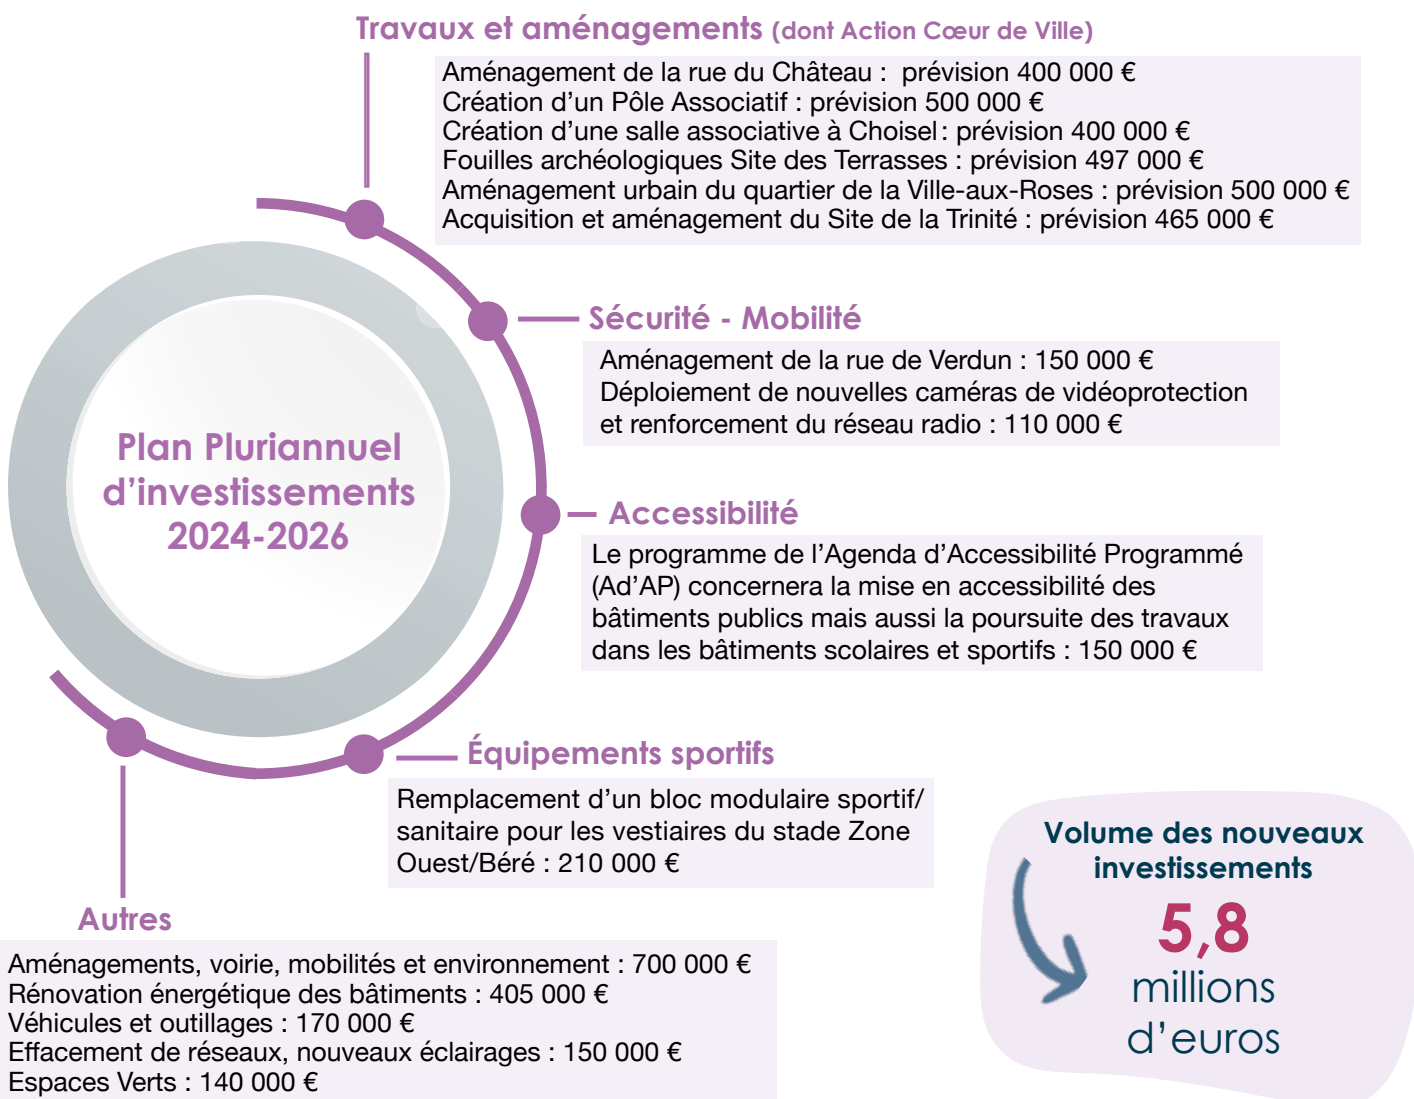 Travaux et aménagements (dont Action Cœur de Ville)
Aménagement de la rue du Château : prévision 400 000 €
Création d’un Pôle Associatif : prévision 500 000 €
Création d’une salle associative à Choisel : prévision 400 000 €
Fouilles archéologiques Site des Terrasses : prévision 497 000 €
Aménagement urbain du quartier de la Ville-aux-Roses : prévision 500 000 €
Acquisition et aménagement du Site de la Trinité : prévision 465 000 €
Sécurité - Mobilité
Aménagement de la rue de Verdun : 150 000 €
Déploiement de nouvelles caméras de vidéoprotection
et renforcement du réseau radio : 110 000 €
Plan Pluriannuel
d’investissements
2024-2026
Accessibilité
Le programme de l’Agenda d’Accessibilité Programmé
(Ad’AP) concernera la mise en accessibilité des
bâtiments publics mais aussi la poursuite des travaux
dans les bâtiments scolaires et sportifs : 150 000 €
Équipements sportifs
Remplacement d’un bloc modulaire sportif/
sanitaire pour les vestiaires du stade Zone
Ouest/Béré : 210 000 €
Autres
Aménagements, voirie, mobilités et environnement : 700 000 €
Rénovation énergétique des bâtiments : 405 000 €
Véhicules et outillages : 170 000 €
Effacement de réseaux, nouveaux éclairages : 150 000 €
Espaces Verts : 140 000 €
Volume des nouveaux
investissements
5,8
millions
d’euros